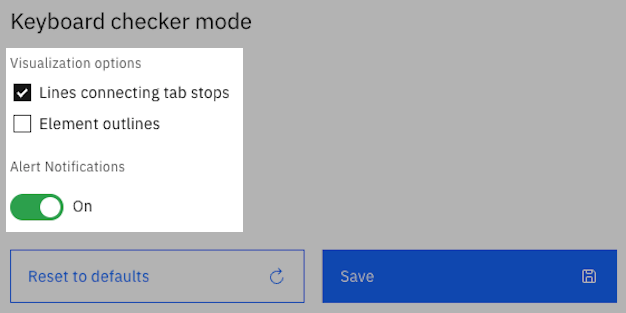 Keyboard checker mode
Visualization options
Lines connecting tab stops
Element outlines
Alert Notifications
On
Reset to defaults
Save